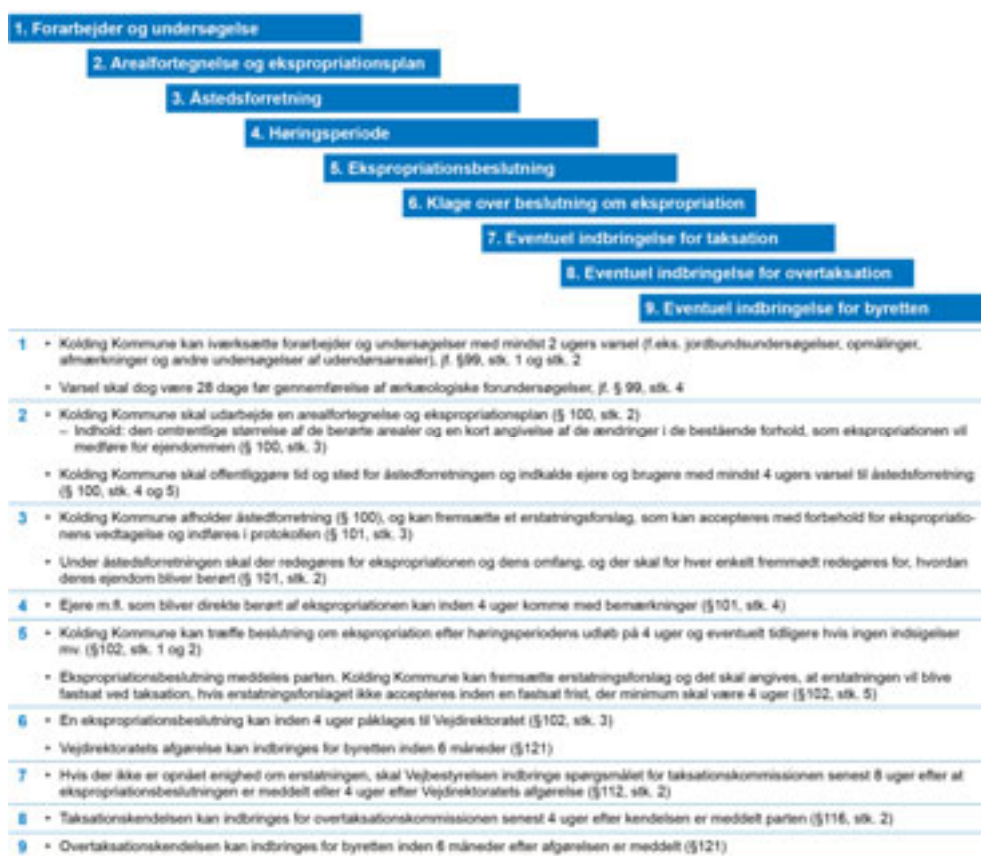 1. Forarbejder og undersøgelse
2. Arealfortegnelse og ekspropriationsplan
3. Åstedsforretning
4. Høringsperiode
5. Ekspropriationsbeslutning
6. Klage over beslutning om ekspropriation
7. Eventuel indbringelse for taksation
8. Eventuel indbringelse for overtaksation
9. Eventuel indbringelse for byretten
1 • Kolding Kommune kan iværksætte forarbejder og undersøgelser med mindst 2 ugers varsel (f.eks. jordbundsundersøgelser, opmålinger,
afmærkninger og andre undersøgelser af udendørsarealer), jf. §99, stk. 1 og stk. 2
• Varsel skal dog være 28 dage før gennemførelse af ærkæologiske forundersøgelser, jf. § 99, stk. 4
2 • Kolding Kommune skal udarbejde en arealfortegnelse og ekspropriationsplan (§ 100, stk. 2)
– Indhold: den omtrentlige størrelse af de berørte arealer og en kort angivelse af de ændringer i de bestående forhold, som ekspropriationen vil
medføre for ejendommen (§ 100, stk. 3)
• Kolding Kommune skal offentliggøre tid og sted for åstedforretningen og indkalde ejere og brugere med mindst 4 ugers varsel til åstedsforretning
(§ 100, stk. 4 og 5)
3 • Kolding Kommune afholder åstedforretning (§ 100), og kan fremsætte et erstatningsforslag, som kan accepteres med forbehold for ekspropriatio-
nens vedtagelse og indføres i protokollen (§ 101, stk. 3)
• Under åstedsforretningen skal der redegøres for ekspropriationen og dens omfang, og der skal for hver enkelt fremmødt redegøres for, hvordan
deres ejendom bliver berørt (§ 101, stk. 2)
4 • Ejere m.fl. som bliver direkte berørt af ekspropriationen kan inden 4 uger komme med bemærkninger (§101, stk. 4)
5 • Kolding Kommune kan træffe beslutning om ekspropriation efter høringsperiodens udløb på 4 uger og eventuelt tidligere hvis ingen indsigelser
mv. (§102, stk. 1 og 2)
• Ekspropriationsbeslutning meddeles parten. Kolding Kommune kan fremsætte erstatningsforslag og det skal angives, at erstatningen vil blive
fastsat ved taksation, hvis erstatningsforslaget ikke accepteres inden en fastsat frist, der minimum skal være 4 uger (§102, stk. 5)
6 • En ekspropriationsbeslutning kan inden 4 uger påklages til Vejdirektoratet (§102, stk. 3)
• Vejdirektoratets afgørelse kan indbringes for byretten inden 6 måneder (§121)
7 • Hvis der ikke er opnået enighed om erstatningen, skal Vejbestyrelsen indbringe spørgsmålet for taksationskommissionen senest 8 uger efter at
ekspropriationsbeslutningen er meddelt eller 4 uger efter Vejdirektoratets afgørelse (§112, stk. 2)
8 • Taksationskendelsen kan indbringes for overtaksationskommissionen senest 4 uger efter kendelsen er meddelt parten (§116, stk. 2)
9 • Overtaksationskendelsen kan indbringes for byretten inden 6 måneder efter afgørelsen er meddelt (§121)